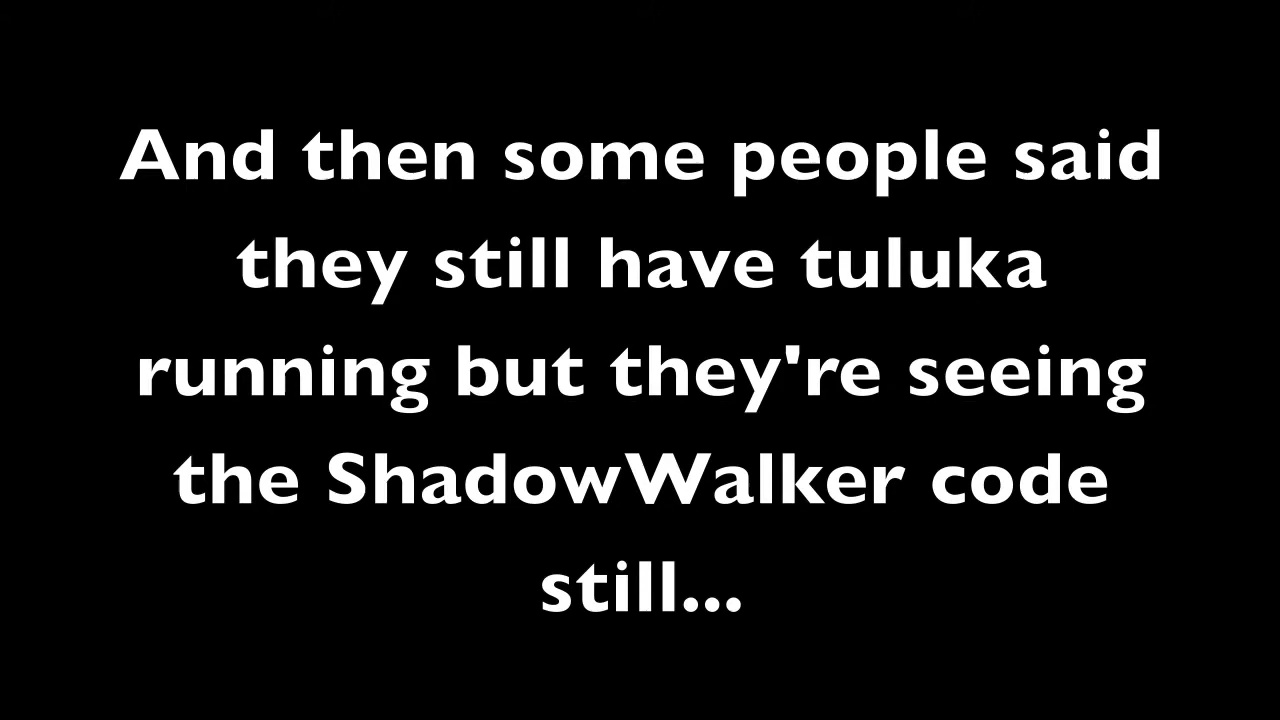 And then some people said
they still have tuluka
running but they're seeing
the ShadowWalker code
still...